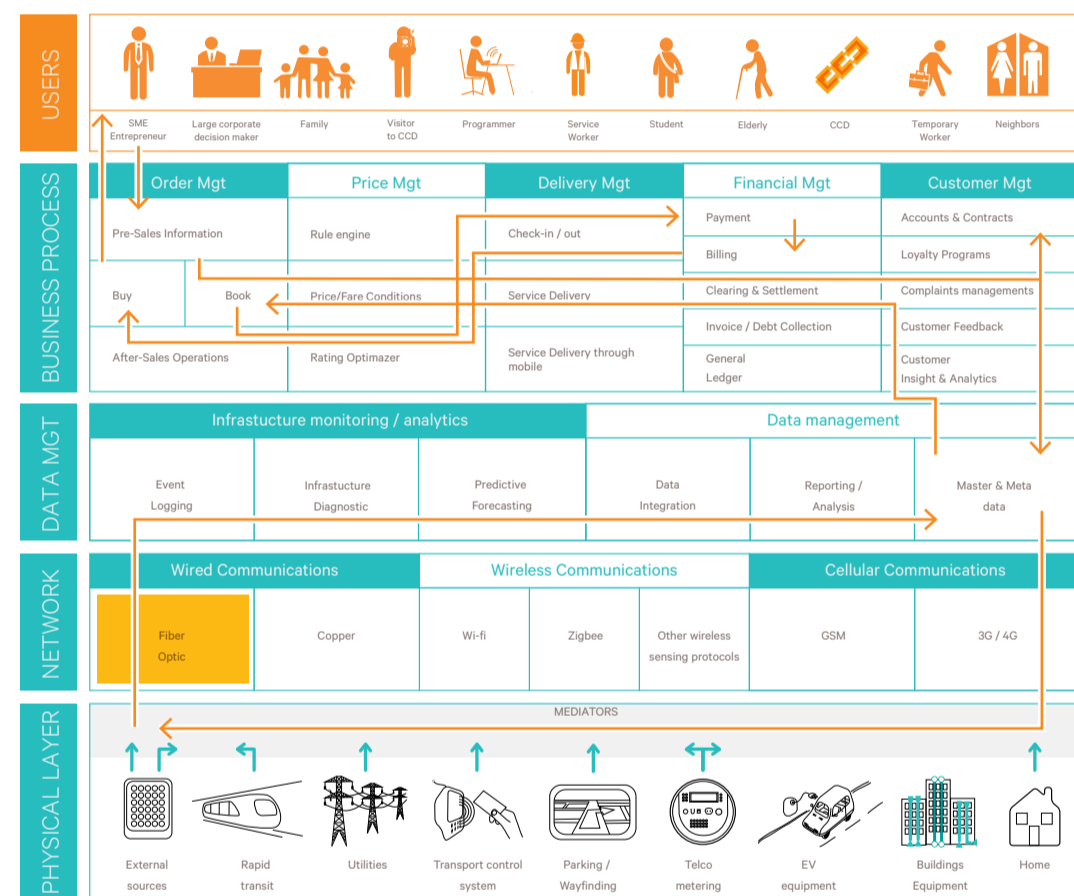 USERS
SME
Entrepreneur
Large corporate
decision maker
Family
Visitor
to CCD
Programmer
Service
Worker
Student
Elderly
CCD
Temporary
Worker
Neighbors
BUSINESS PROCESS
Order Mgt
Price Mgt
Delivery Mgt
Financial Mgt
Customer Mgt
Pre-Sales Information
Rule engine
Check-in / out
Payment
Accounts & Contracts
Billing
Loyalty Programs
Buy
Book
Price/Fare Conditions
Service Delivery
Clearing & Settlement
Complaints managements
Invoice / Debt Collection
Customer Feedback
After-Sales Operations
Rating Optimazer
Service Delivery through
mobile
General
Ledger
Customer
Insight & Analytics
DATA MGT
Infrastucture monitoring / analytics
Data management
Event
Logging
Infrastucture
Diagnostic
Predictive
Forecasting
Data
Integration
Reporting /
Analysis
Master & Meta
data
NETWORK
Wired Communications
Wireless Communications
Cellular Communications
Fiber
Optic
Copper
Wi-fi
Zigbee
Other wireless
sensing protocols
GSM
3G / 4G
PHYSICAL LAYER
MEDIATORS
External
sources
Rapid
transit
Utilities
Transport control
system
Parking /
Wayfinding
Telco
metering
EV
equipment
Buildings
Equipment
Home